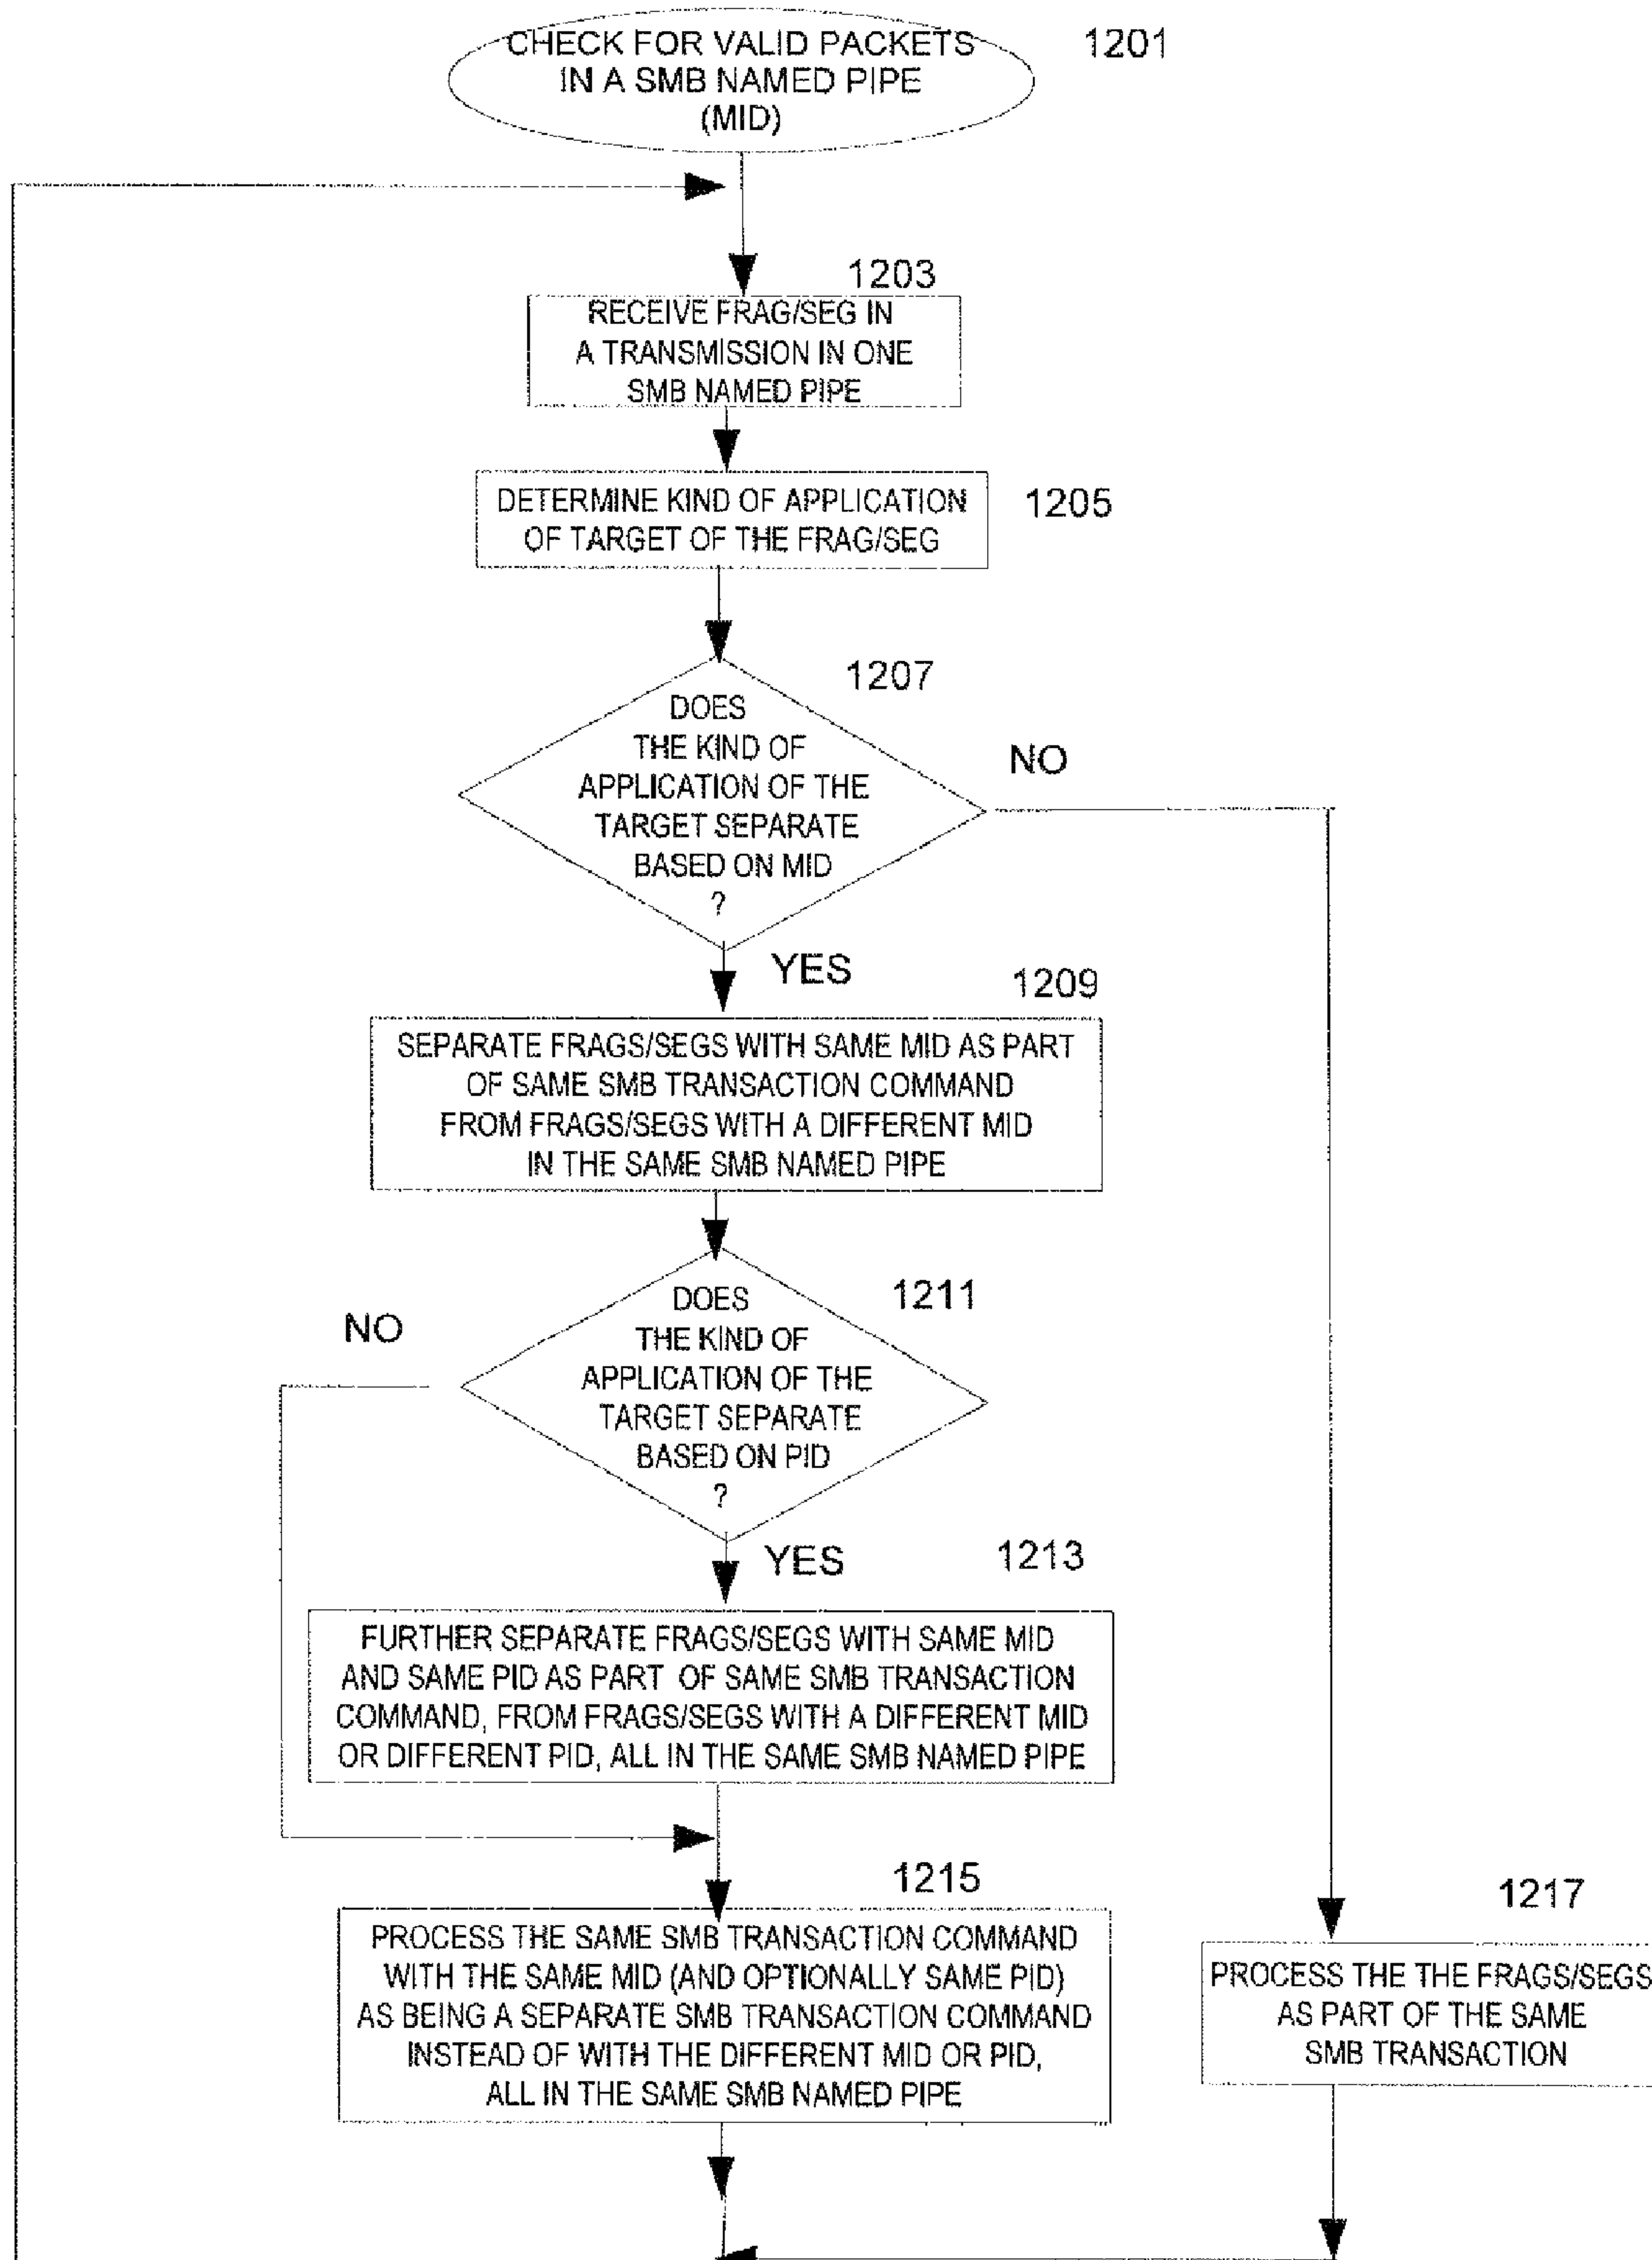 CHECK FOR VALID PACKETS
IN A SMB NAMED PIPE
(MID)
1201
1203
RECEIVE FRAG/SEG IN
A TRANSMISSION IN ONE
SMB NAMED PIPE
DETERMINE KIND OF APPLICATION
OF TARGET OF THE FRAG/SEG
1205
1207
DOES
THE KIND OF
APPLICATION OF THE
TARGET SEPARATE
BASED ON MID
?
NO
YES
1209
SEPARATE FRAGS/SEGS WITH SAME MID AS PART
OF SAME SMB TRANSACTION COMMAND
FROM FRAGS/SEGS WITH A DIFFERENT MID
IN THE SAME SMB NAMED PIPE
1211
NO
DOES
THE KIND OF
APPLICATION OF THE
TARGET SEPARATE
BASED ON PID
?
YES
1213
FURTHER SEPARATE FRAGS/SEGS WITH SAME MID
AND SAME PID AS PART OF SAME SMB TRANSACTION
COMMAND, FROM FRAGS/SEGS WITH A DIFFERENT MID
OR DIFFERENT PID, ALL IN THE SAME SMB NAMED PIPE
1215
PROCESS THE SAME SMB TRANSACTION COMMAND
WITH THE SAME MID (AND OPTIONALLY SAME PID)
AS BEING A SEPARATE SMB TRANSACTION COMMAND
INSTEAD OF WITH THE DIFFERENT MID OR PID,
ALL IN THE SAME SMB NAMED PIPE
1217
PROCESS THE THE FRAGS/SEGS
AS PART OF THE SAME
SMB TRANSACTION